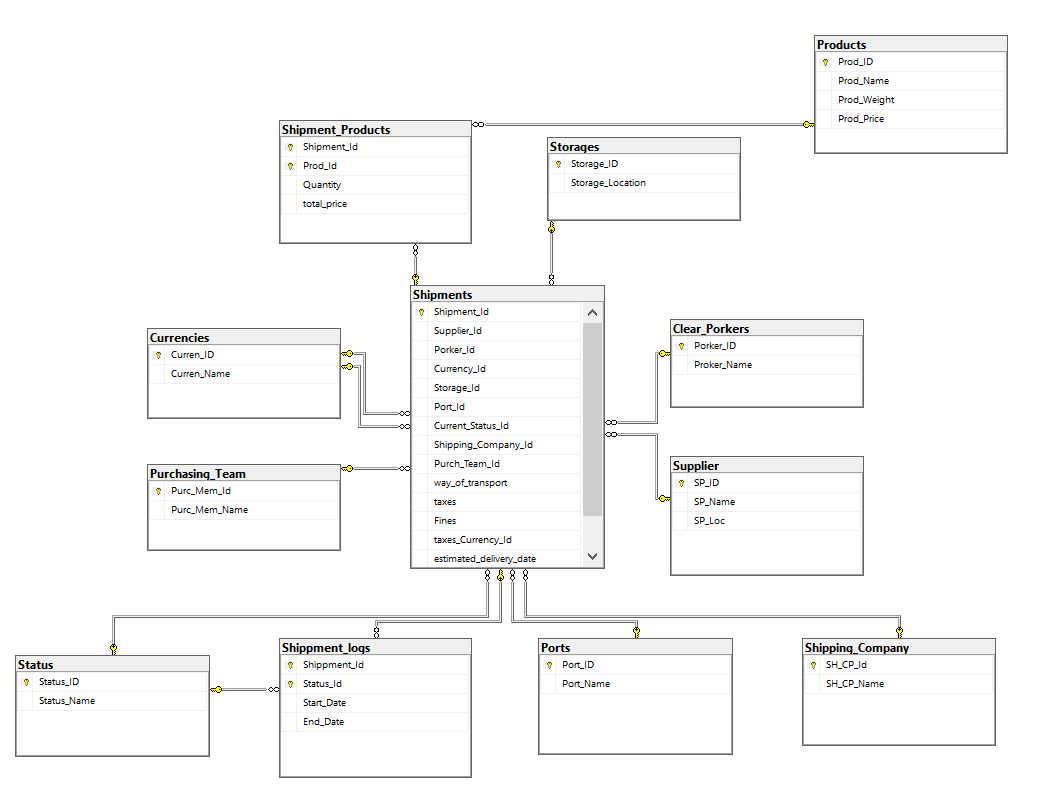 Products
Prod_ID
Prod_Name
Prod_Weight
Prod_Price
Shipment_Products
Shipment_Id
Prod_Id
Quantity
total_price
Storages
Storage_ID
Storage_Location
Shipments
Shipment_Id
Supplier_Id
Porker_Id
Currency_Id
Storage_Id
Port_Id
Current_Status_Id
Shipping_Company_Id
Purch_Team_Id
way_of_transport
taxes
Fines
taxes_Currency_Id
estimated_delivery_date
Currencies
Curren_ID
Curren_Name
Clear_Porkers
Porker_ID
Proker_Name
Purchasing_Team
Purc_Mem_Id
Purc_Mem_Name
Supplier
SP_ID
SP_Name
SP_Loc
Status
Status_ID
Status_Name
Shippment_logs
Shippment_Id
Status_Id
Start_Date
End_Date
Ports
Port_ID
Port_Name
Shipping_Company
SH_CP_Id
SH_CP_Name